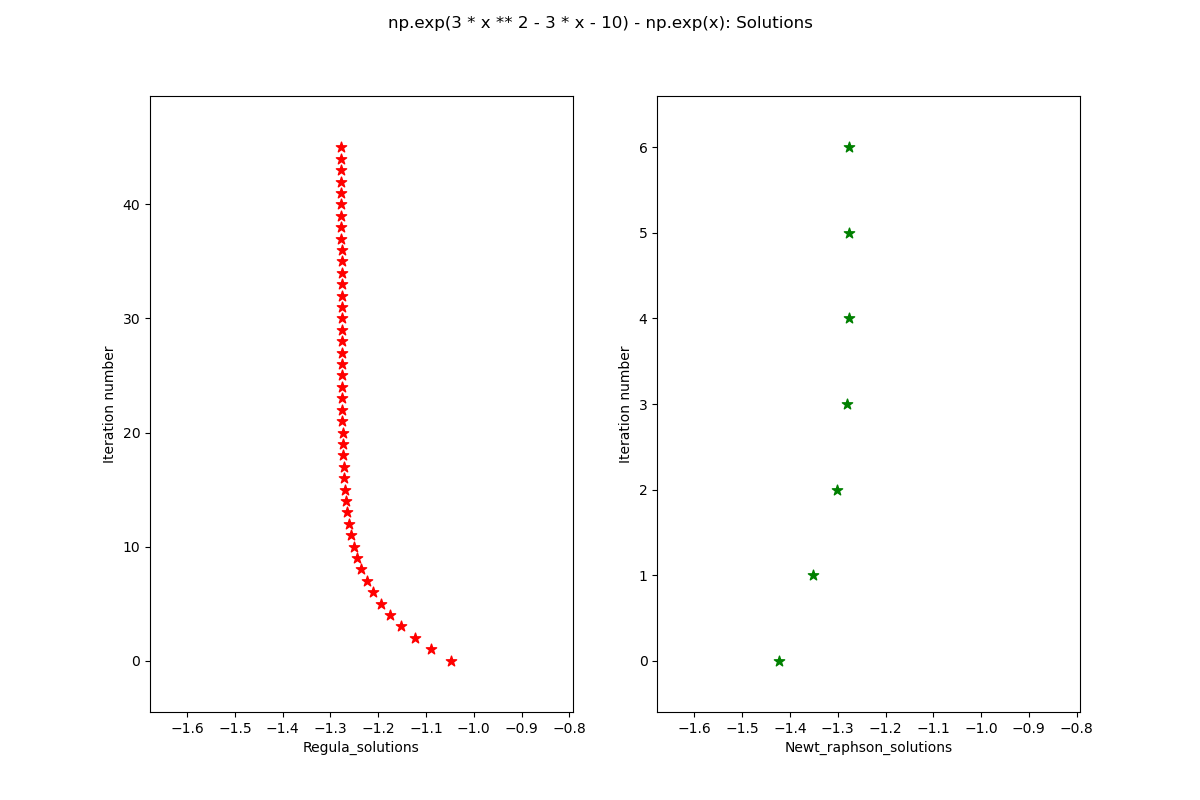 np.exp(3 * x ** 2 - 3 * x - 10) - np.exp(x): Solutions
40
30
20
10
0
Iteration number
−1.6 −1.5 −1.4 −1.3 −1.2 −1.1 −1.0 −0.9 −0.8
Regula_solutions
6
5
4
3
2
1
0
Iteration number
−1.6 −1.5 −1.4 −1.3 −1.2 −1.1 −1.0 −0.9 −0.8
Newt_raphson_solutions